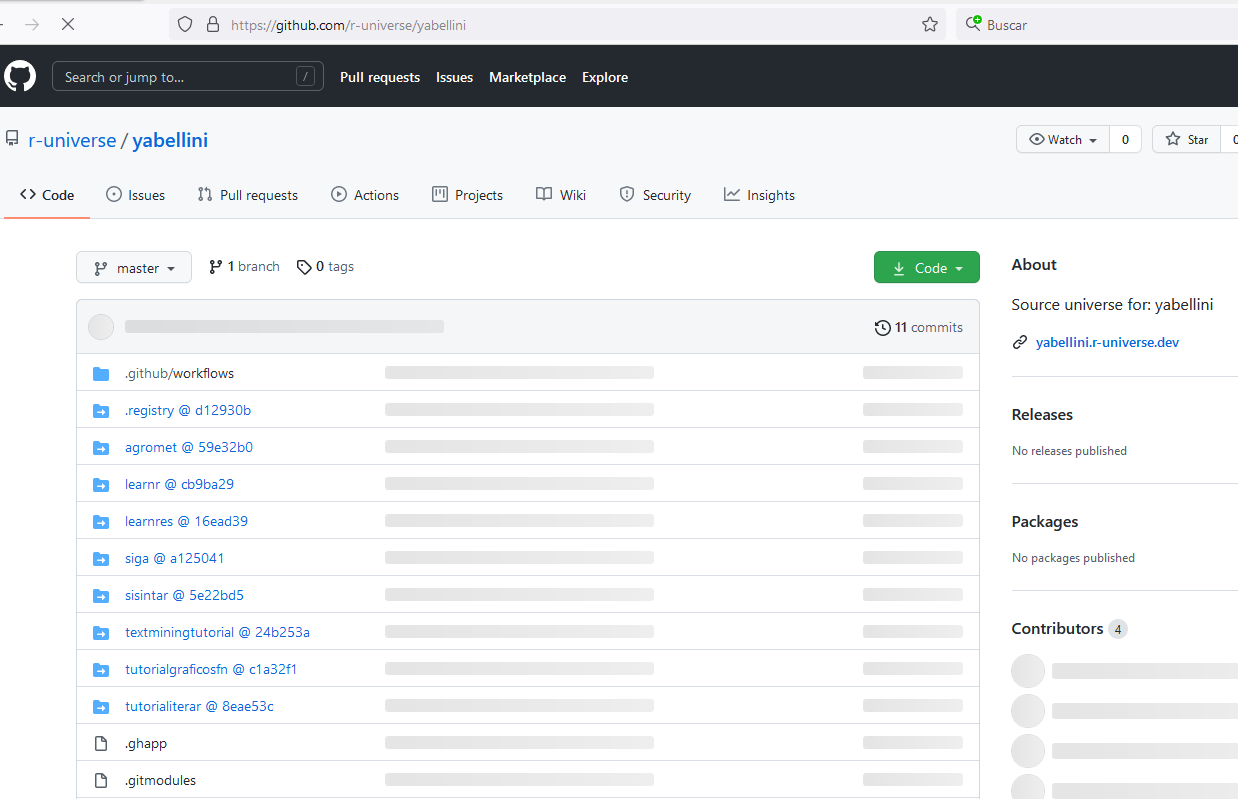 https://github.com/r-universe/yabellini
Buscar
Search or jump to...
/
Pull requests
Issues
Marketplace
Explore
r-universe / yabellini
Watch
0
Star
0
Code
Issues
Pull requests
Actions
Projects
Wiki
Security
Insights
master
1 branch
0 tags
Code
11 commits
.github/workflows
.registry @ d12930b
agromet @ 59e32b0
learnr @ cb9ba29
learnres @ 16ead39
siga @ a125041
sisintar @ 5e22bd5
textminingtutorial @ 24b253a
tutorialgraficosfn @ c1a32f1
tutorialiterar @ 8eae53c
.ghapp
.gitmodules
About
Source universe for: yabellini
yabellini.r-universe.dev
Releases
No releases published
Packages
No packages published
Contributors 4